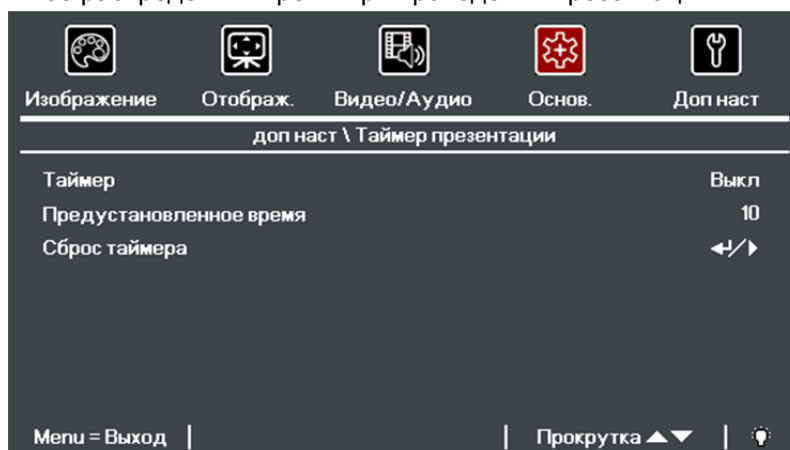 Изображение Отображ. Видео/Аудио Основ. Доп наст
доп наст \ Таймер презентации
Таймер Выкл
Предустановленное время 10
Сброс таймера
Menu = Выход Прокрутка